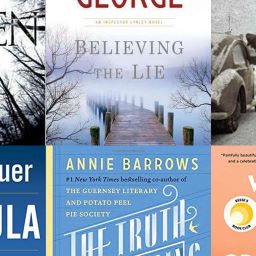 EN
GEORGE
AN INSPECTOR LYNLEY NOVEL
BELIEVING
THE LIE
"Painfully beautiful
and a celebration
uer
ULA
ANNIE BARROWS
#1 New York Times bestselling co-author of
THE GUERNSEY LITERARY
AND POTATO PEEL
PIE SOCIETY
THE TRUTH